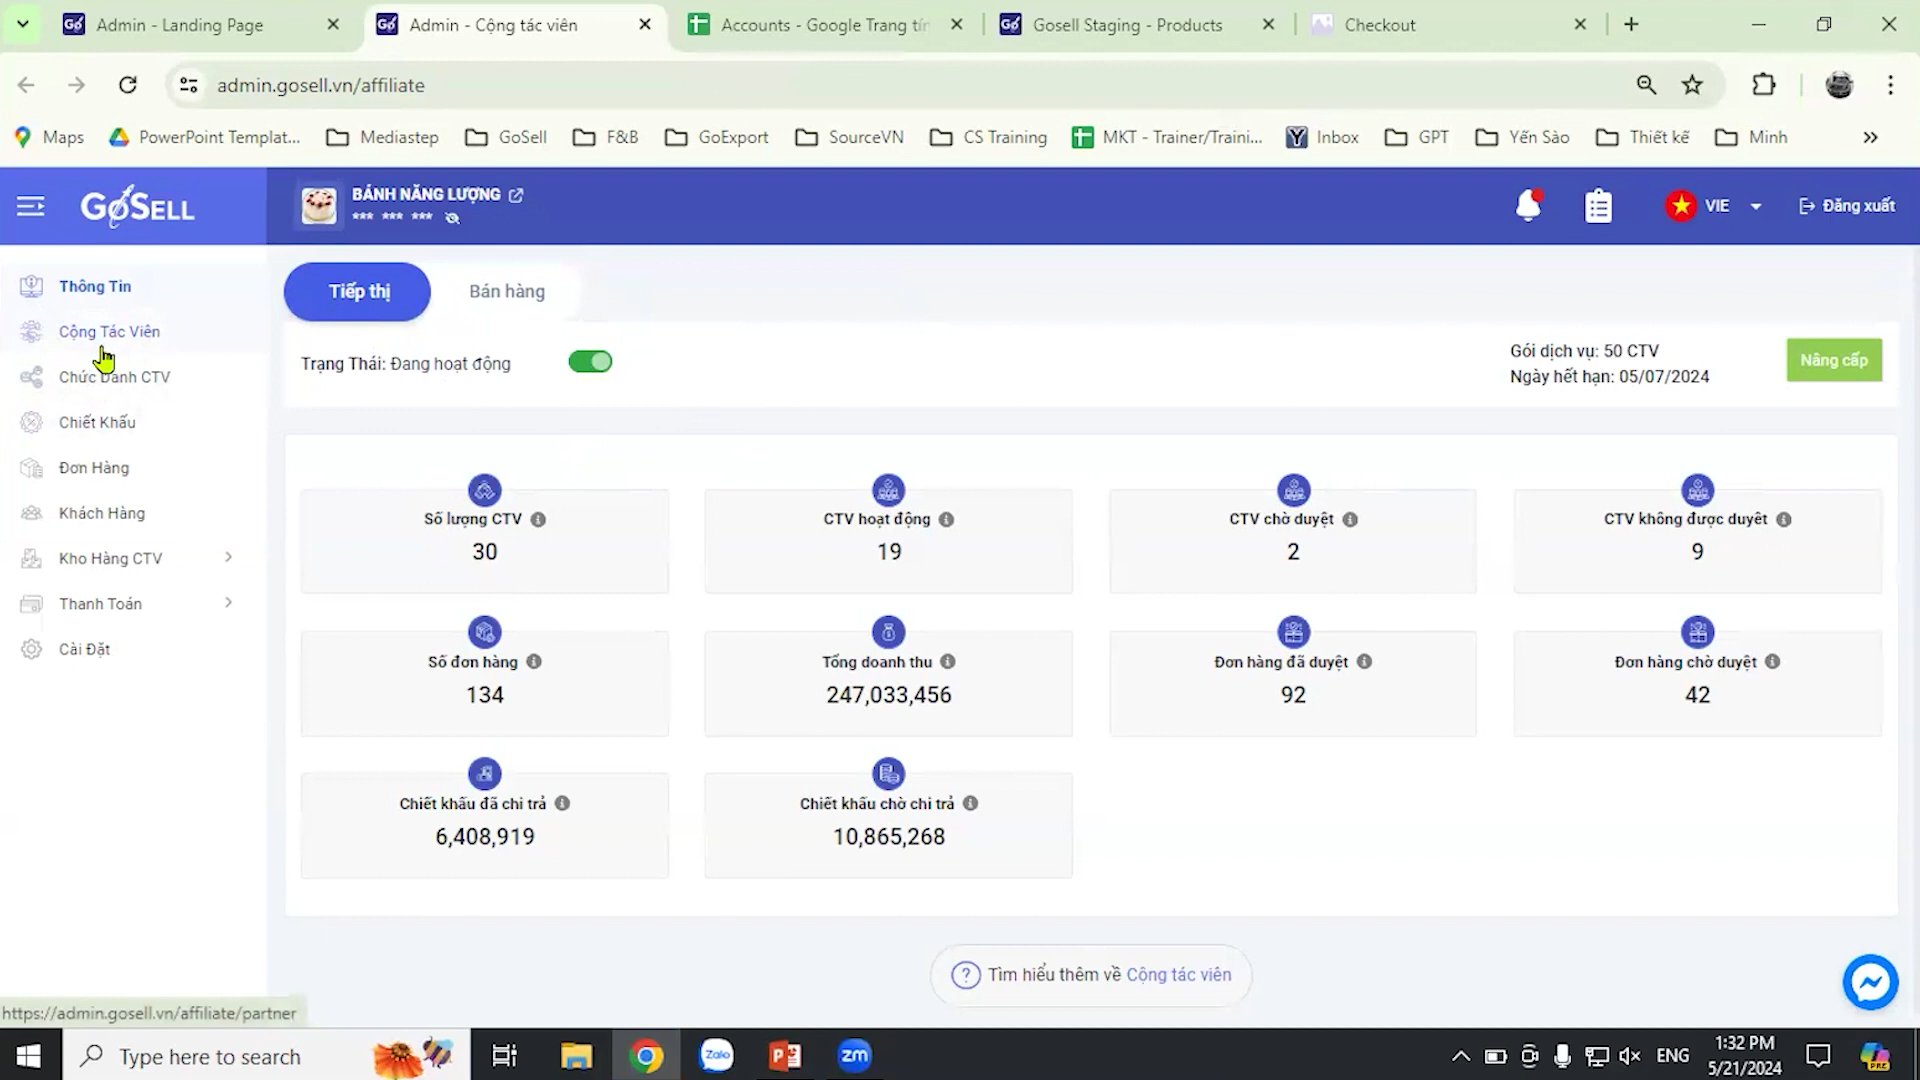 Admin - Landing Page
Admin - Cộng tác viên
Accounts - Google Trang tín
Gosell Staging - Products
Checkout
admin.gosell.vn/affiliate
Maps
PowerPoint Templat...
Mediastep
GoSell
F&B
GoExport
SourceVN
CS Training
MKT - Trainer/Traini...
Inbox
GPT
Yến Sào
Thiết kế
Minh
GoSELL
BÁNH NĂNG LƯỢNG
*** *** ***
VIE
Đăng xuất
Thông Tin
Cộng Tác Viên
Chức Danh CTV
Chiết Khấu
Đơn Hàng
Khách Hàng
Kho Hàng CTV
Thanh Toán
Cài Đặt
Tiếp thị
Bán hàng
Trạng Thái: Đang hoạt động
Gói dịch vụ: 50 CTV
Ngày hết hạn: 05/07/2024
Nâng cấp
Số lượng CTV
30
CTV hoạt động
19
CTV chờ duyệt
2
CTV không được duyệt
9
Số đơn hàng
134
Tổng doanh thu
247,033,456
Đơn hàng đã duyệt
92
Đơn hàng chờ duyệt
42
Chiết khấu đã chi trả
6,408,919
Chiết khấu chờ chi trả
10,865,268
Tìm hiểu thêm về Cộng tác viên
https://admin.gosell.vn/affiliate/partner
Type here to search
Zalo
zm
ENG
1:32 PM
5/21/2024
PRE